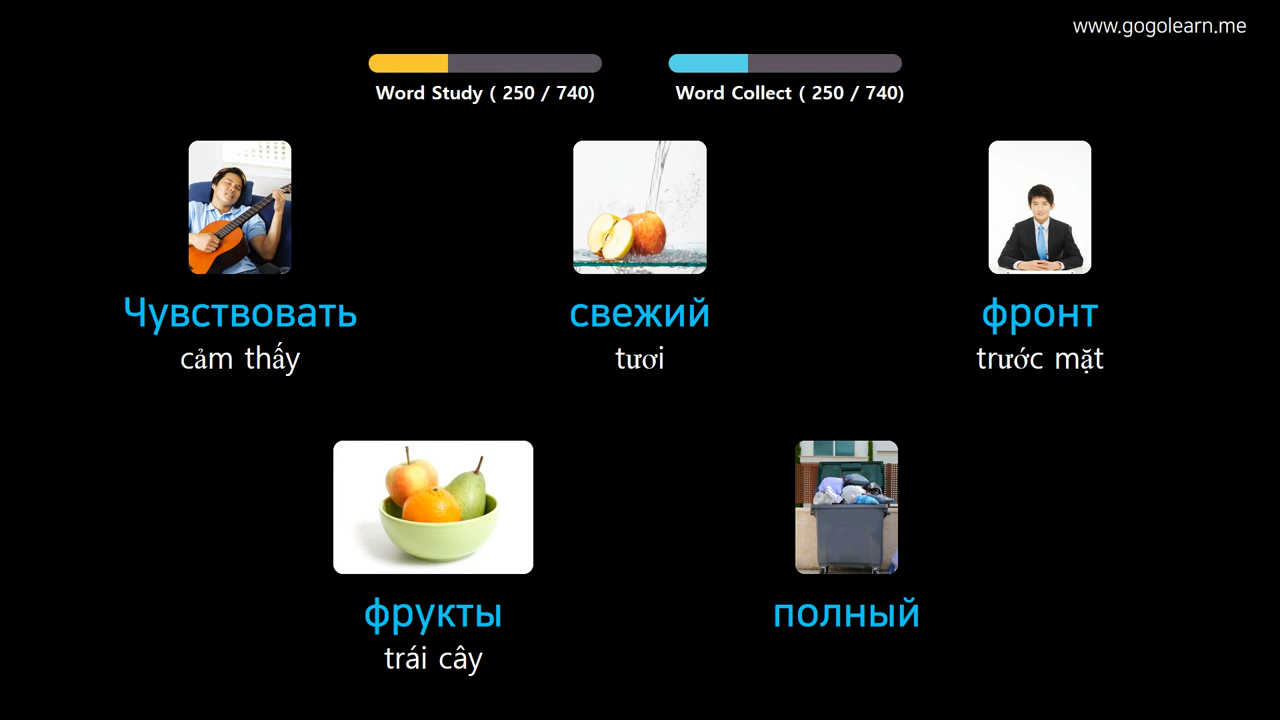 www.gogolearn.me
Word Study ( 250 / 740)
Word Collect ( 250 / 740)
Чувствовать
cảm thấy
свежий
tươi
фронт
trước mặt
фрукты
trái cây
полный